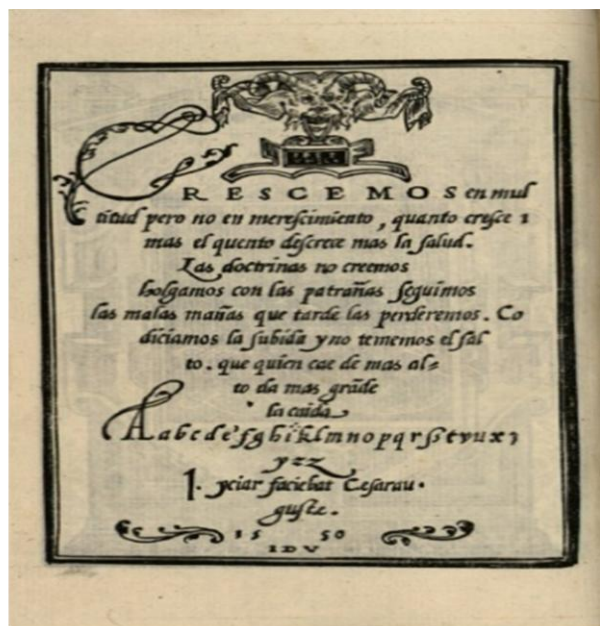 CRESCEMOS en mul
titud pero no en merescimiento, quanto cresce
mas el quento descrece mas la salud.
Las doctrinas no creemos
holgamos con las patrañas seguimos
las malas mañas que tarde las perderemos. Co
diciamos la subida y no tememos el sal
to. que quien cae de mas al=
to da mas grãde
la caida
A a b c d e f g h i k l m n o p q r s t v u x
y z z
I. yciar faciebat Cesarau.
guste.
15 50
IDV